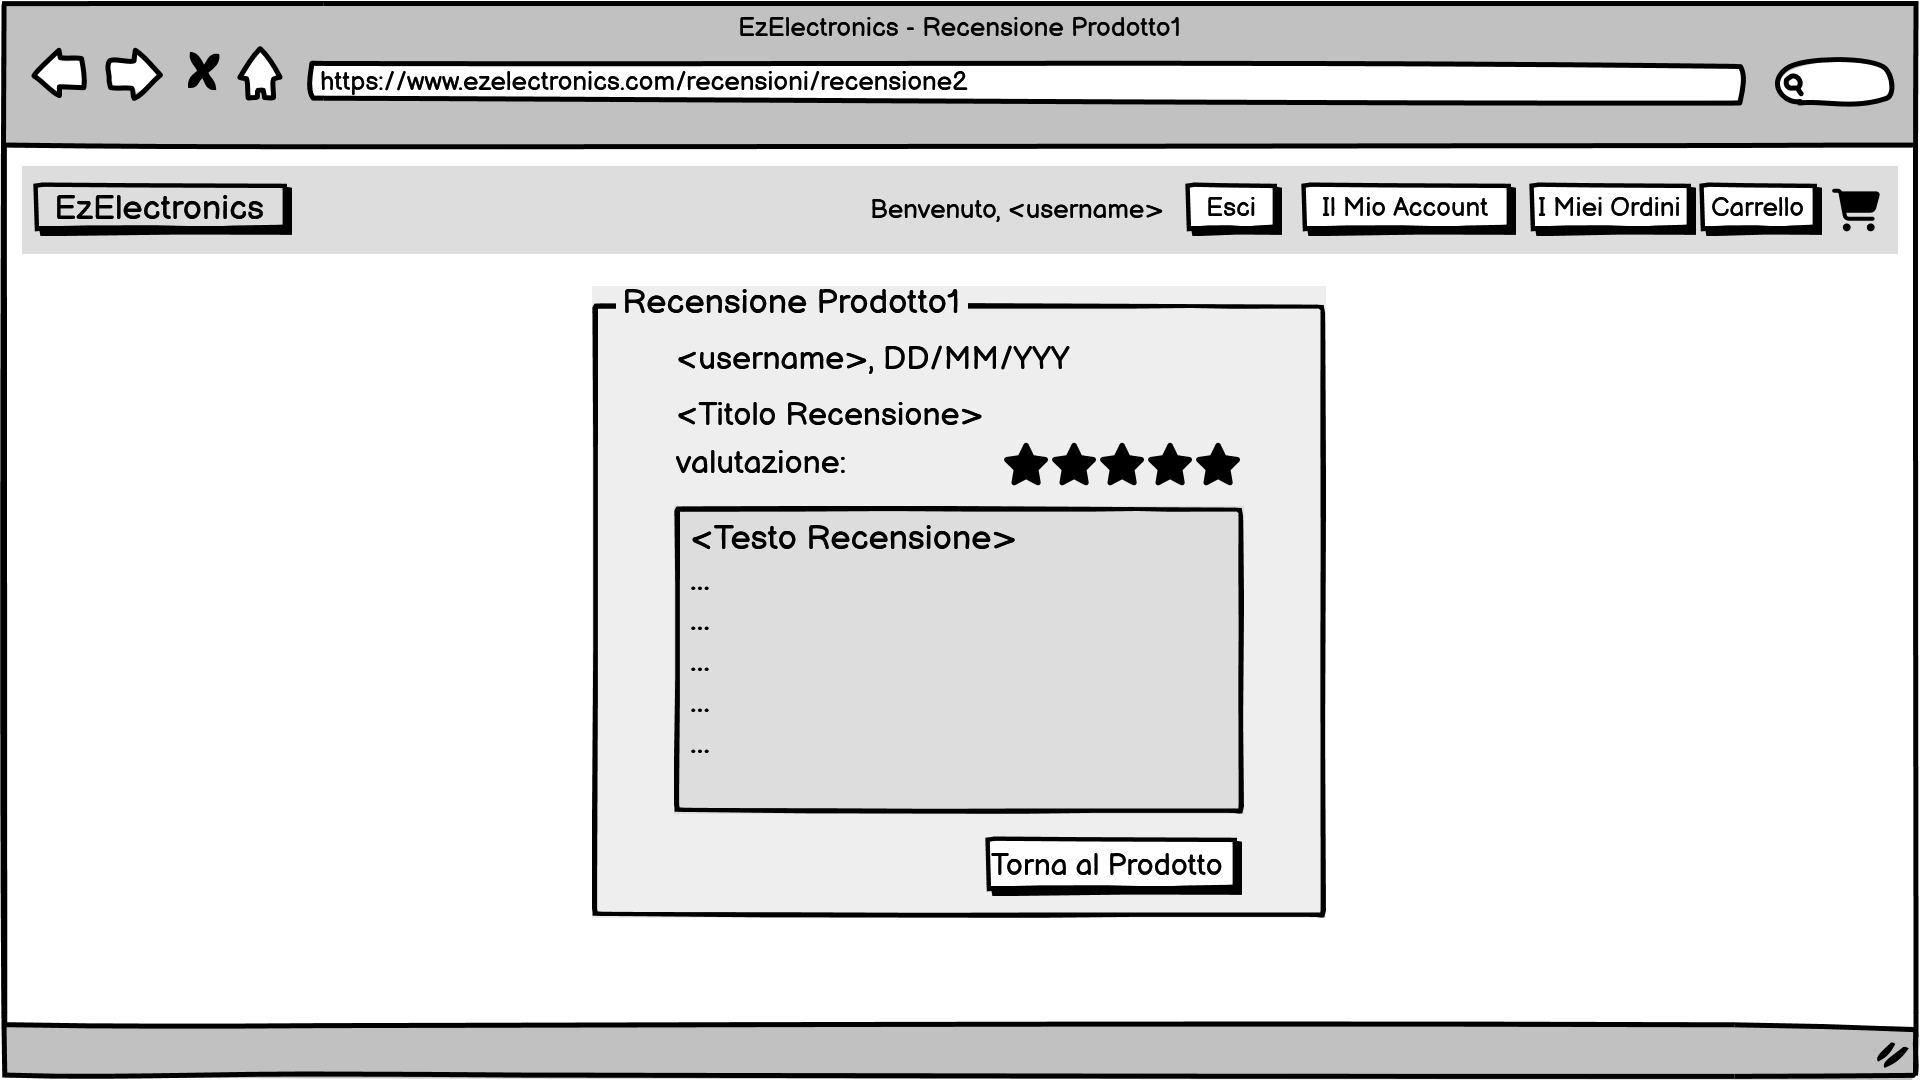 EzElectronics - Recensione Prodotto1
https://www.ezelectronics.com/recensioni/recensione2
EzElectronics
Benvenuto, <username>
Esci
Il Mio Account
I Miei Ordini
Carrello
Recensione Prodotto1
<username>, DD/MM/YYY
<Titolo Recensione>
valutazione:
<Testo Recensione>
...
...
...
...
...
Torna al Prodotto